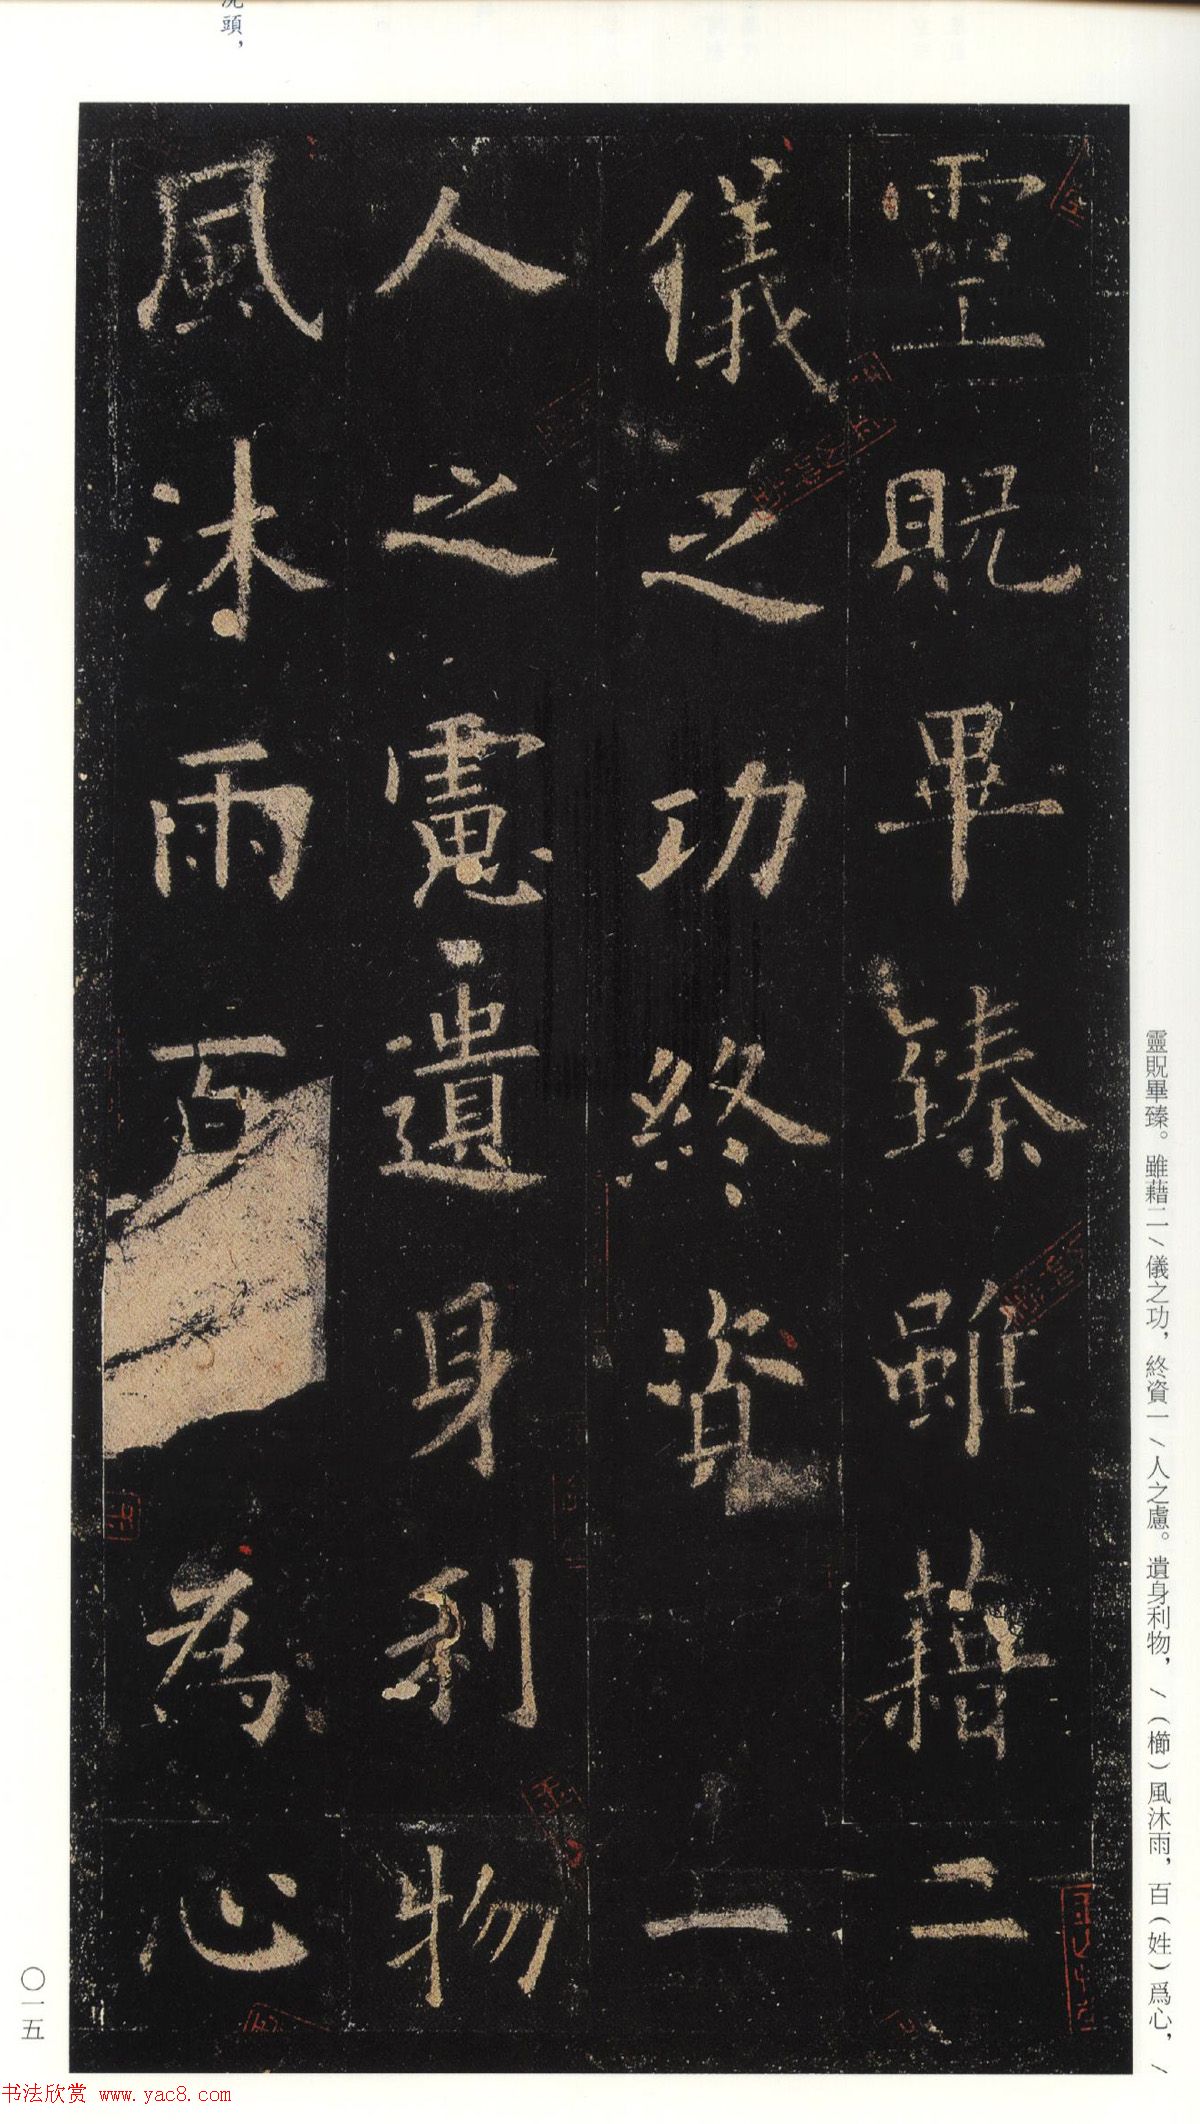 靈貺畢臻雖藉二
儀之功終資一
人之慮遺身利物
風沐雨百為心
靈貺畢臻。雖藉二\儀之功，終資一\人之慮。遺身利物，\（櫛）風沐雨，百（姓）爲心，\
頭，
〇一五
书法欣赏 www.yac8.com